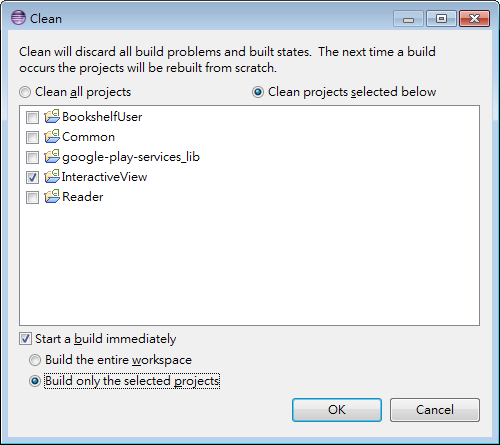 Clean
Clean will discard all build problems and built states. The next time a build
occurs the projects will be rebuilt from scratch.
Clean all projects
Clean projects selected below
BookshelfUser
Common
google-play-services_lib
InteractiveView
Reader
Start a build immediately
Build the entire workspace
Build only the selected projects
OK
Cancel